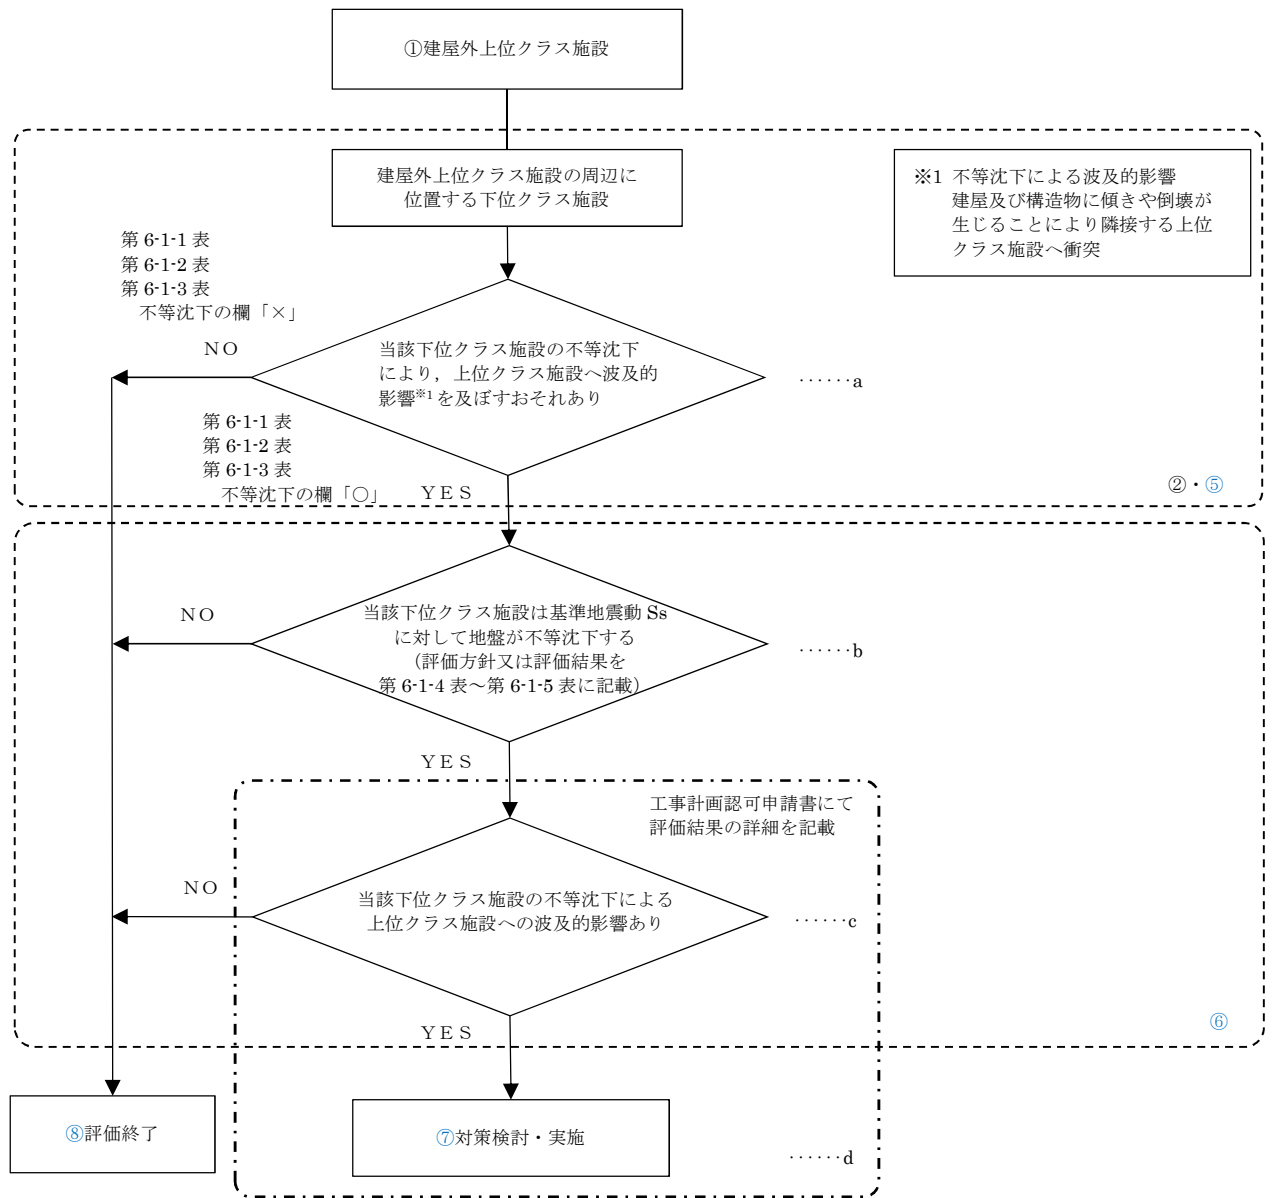 ①建屋外上位クラス施設
建屋外上位クラス施設の周辺に
位置する下位クラス施設
※1 不等沈下による波及的影響
建屋及び構造物に傾きや倒壊が
生じることにより隣接する上位
クラス施設へ衝突
第 6-1-1 表
第 6-1-2 表
第 6-1-3 表
不等沈下の欄「×」
NO
当該下位クラス施設の不等沈下
により，上位クラス施設へ波及的
影響※1を及ぼすおそれあり
······a
第 6-1-1 表
第 6-1-2 表
第 6-1-3 表
不等沈下の欄「○」
YES
②・⑤
NO
当該下位クラス施設は基準地震動 Ss
に対して地盤が不等沈下する
（評価方針又は評価結果を
第 6-1-4 表～第 6-1-5 表に記載）
······b
YES
工事計画認可申請書にて
評価結果の詳細を記載
NO
当該下位クラス施設の不等沈下による
上位クラス施設への波及的影響あり
······c
YES
⑥
⑧評価終了
⑦対策検討・実施
······d